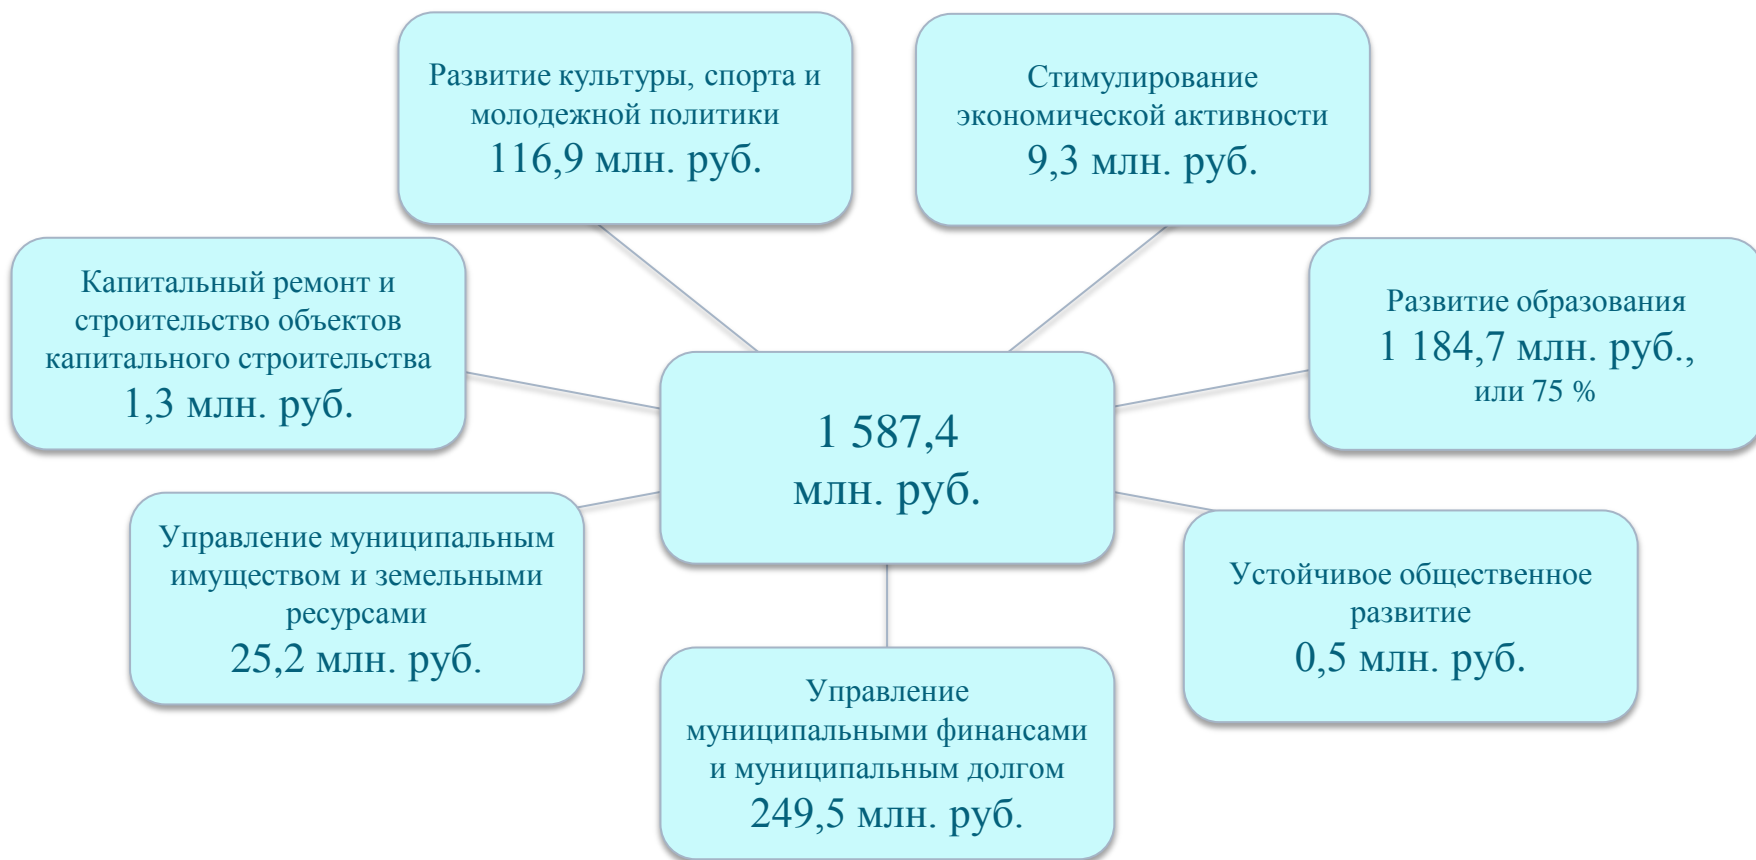 Развитие культуры, спорта и
молодежной политики
116,9 млн. руб.
Стимулирование
экономической активности
9,3 млн. руб.
Капитальный ремонт и
строительство объектов
капитального строительства
1,3 млн. руб.
Развитие образования
1 184,7 млн. руб.,
или 75 %
1 587,4
млн. руб.
Управление муниципальным
имуществом и земельными
ресурсами
25,2 млн. руб.
Устойчивое общественное
развитие
0,5 млн. руб.
Управление
муниципальными финансами
и муниципальным долгом
249,5 млн. руб.